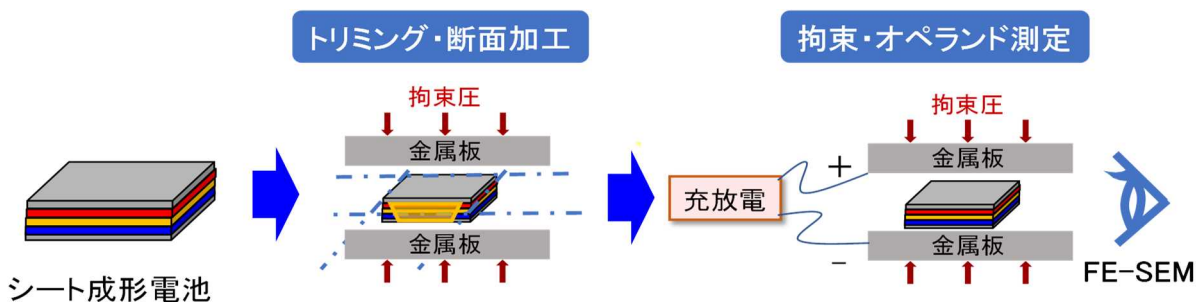 トリミング・断面加工
拘束・オペランド測定
拘束圧
金属板
金属板
シート成形電池
拘束圧
+
金属板
充放電
金属板
−
FE-SEM